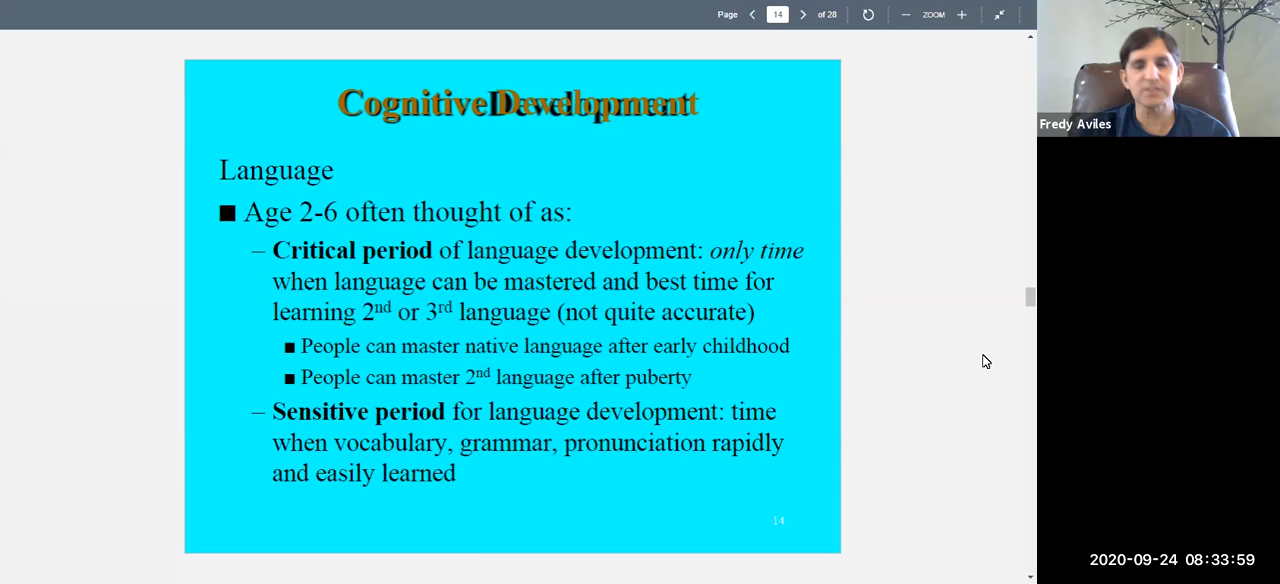 Page 14 of 28 ZOOM
Fredy Aviles
Cognitive Development
Language
■ Age 2-6 often thought of as:
– Critical period of language development: only time
when language can be mastered and best time for
learning 2nd or 3rd language (not quite accurate)
■ People can master native language after early childhood
■ People can master 2nd language after puberty
– Sensitive period for language development: time
when vocabulary, grammar, pronunciation rapidly
and easily learned
14
2020-09-24 08:33:59